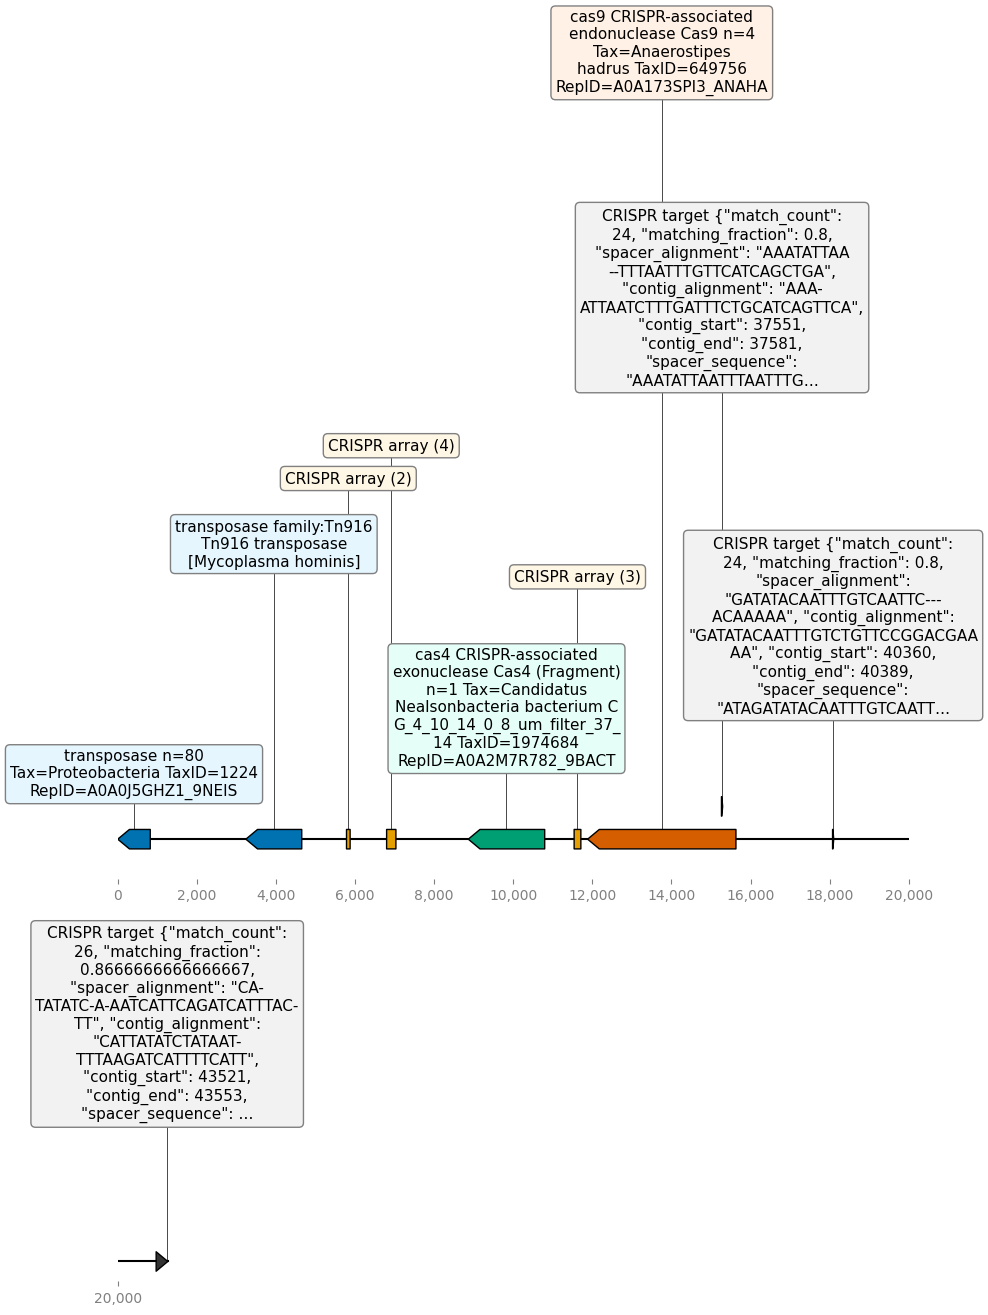 cas9 CRISPR-associated
endonuclease Cas9 n=4
Tax=Anaerostipes
hadrus TaxID=649756
RepID=A0A173SPI3_ANAHA
CRISPR target {"match_count":
24, "matching_fraction": 0.8,
"spacer_alignment": "AAATATTAA
--TTTAATTTGTTCATCAGCTGA",
"contig_alignment": "AAA-
ATTAATCTTTGATTTCTGCATCAGTTCA",
"contig_start": 37551,
"contig_end": 37581,
"spacer_sequence":
"AAATATTAATTTAATTTG...
CRISPR array (4)
CRISPR array (2)
transposase family:Tn916
Tn916 transposase
[Mycoplasma hominis]
CRISPR target {"match_count":
24, "matching_fraction": 0.8,
"spacer_alignment":
"GATATACAATTTGTCAATTC---
ACAAAAA", "contig_alignment":
"GATATACAATTTGTCTGTTCCGGACGAA
AA", "contig_start": 40360,
"contig_end": 40389,
"spacer_sequence":
"ATAGATATACAATTTGTCAATT...
CRISPR array (3)
cas4 CRISPR-associated
exonuclease Cas4 (Fragment)
n=1 Tax=Candidatus
Nealsonbacteria bacterium C
G_4_10_14_0_8_um_filter_37_
14 TaxID=1974684
RepID=A0A2M7R782_9BACT
transposase n=80
Tax=Proteobacteria TaxID=1224
RepID=A0A0J5GHZ1_9NEIS
0 2,000 4,000 6,000 8,000 10,000 12,000 14,000 16,000 18,000 20,000
CRISPR target {"match_count":
26, "matching_fraction":
0.8666666666666667,
"spacer_alignment": "CA-
TATATC-A-AATCATTCAGATCATTTAC-
TT", "contig_alignment":
"CATTATATCTATAAT-
TTTAAGATCATTTTCATT",
"contig_start": 43521,
"contig_end": 43553,
"spacer_sequence": ...
20,000